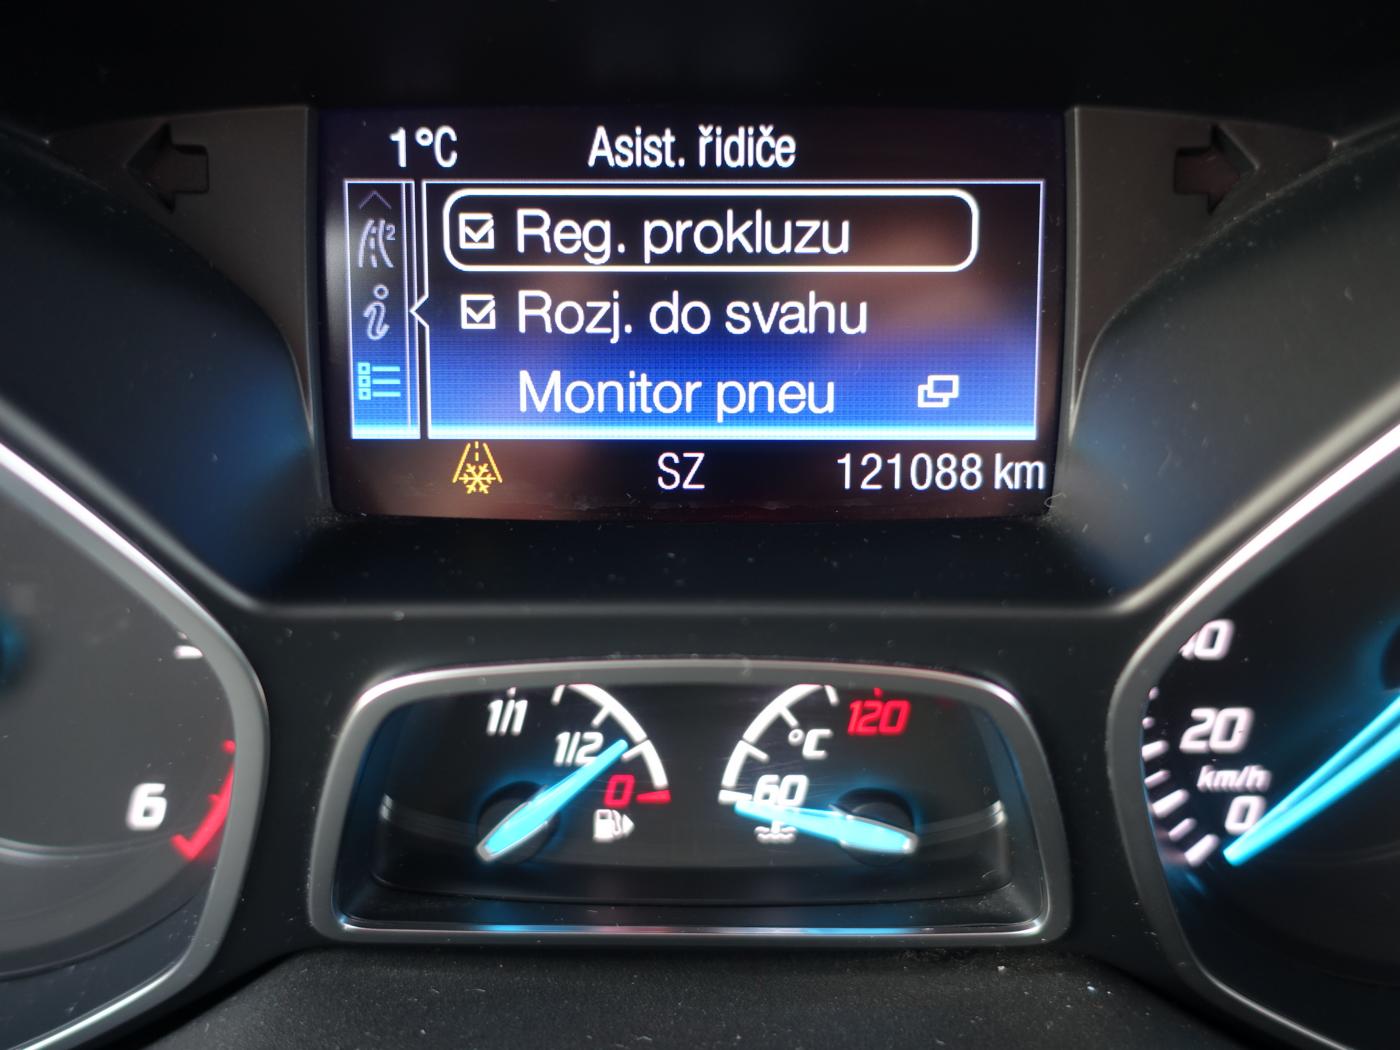 1°C Asist. řidiče
Reg. prokluzu
Rozj. do svahu
Monitor pneu
SZ 121088 km
1/1
1/2
0
°C
120
60
6
20
km/h
0